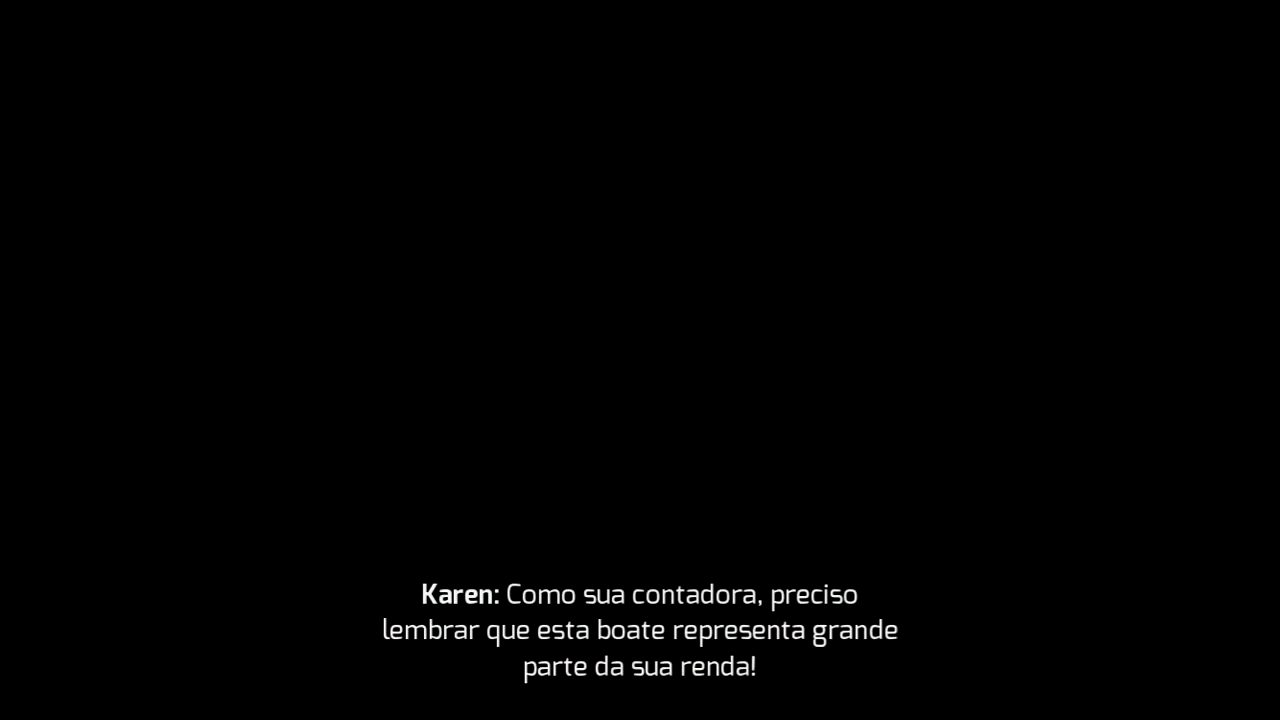 Karen: Como sua contadora, preciso
lembrar que esta boate representa grande
parte da sua renda!